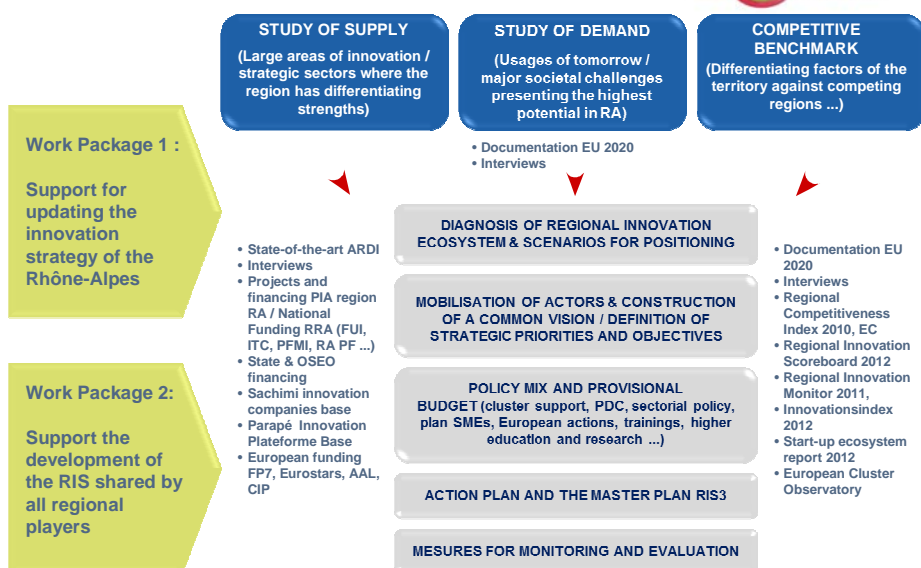 STUDY OF SUPPLY
(Large areas of innovation /
strategic sectors where the
region has differentiating
strengths)
STUDY OF DEMAND
(Usages of tomorrow /
major societal challenges
presenting the highest
potential in RA)
COMPETITIVE
BENCHMARK
(Differentiating factors of the
territory against competing
regions ...)
Work Package 1 :
Support for
updating the
innovation
strategy of the
Rhône-Alpes
• Documentation EU 2020
• Interviews
• State-of-the-art ARDI
• Interviews
• Projects and
financing PIA region
RA / National
Funding RRA (FUI,
ITC, PFMI, RA PF ...)
• State & OSEO
financing
• Sachimi innovation
companies base
• Parapé Innovation
Plateforme Base
• European funding
FP7, Eurostars, AAL,
CIP
DIAGNOSIS OF REGIONAL INNOVATION
ECOSYSTEM & SCENARIOS FOR POSITIONING
MOBILISATION OF ACTORS & CONSTRUCTION
OF A COMMON VISION / DEFINITION OF
STRATEGIC PRIORITIES AND OBJECTIVES
POLICY MIX AND PROVISIONAL
BUDGET (cluster support, PDC, sectorial policy,
plan SMEs, European actions, trainings, higher
education and research ...)
ACTION PLAN AND THE MASTER PLAN RIS3
MESURES FOR MONITORING AND EVALUATION
• Documentation EU
2020
• Interviews
• Regional
Competitiveness
Index 2010, EC
• Regional Innovation
Scoreboard 2012
• Regional Innovation
Monitor 2011,
• Innovationsindex
2012
• Start-up ecosystem
report 2012
• European Cluster
Observatory
Work Package 2:
Support the
development of
the RIS shared by
all regional
players